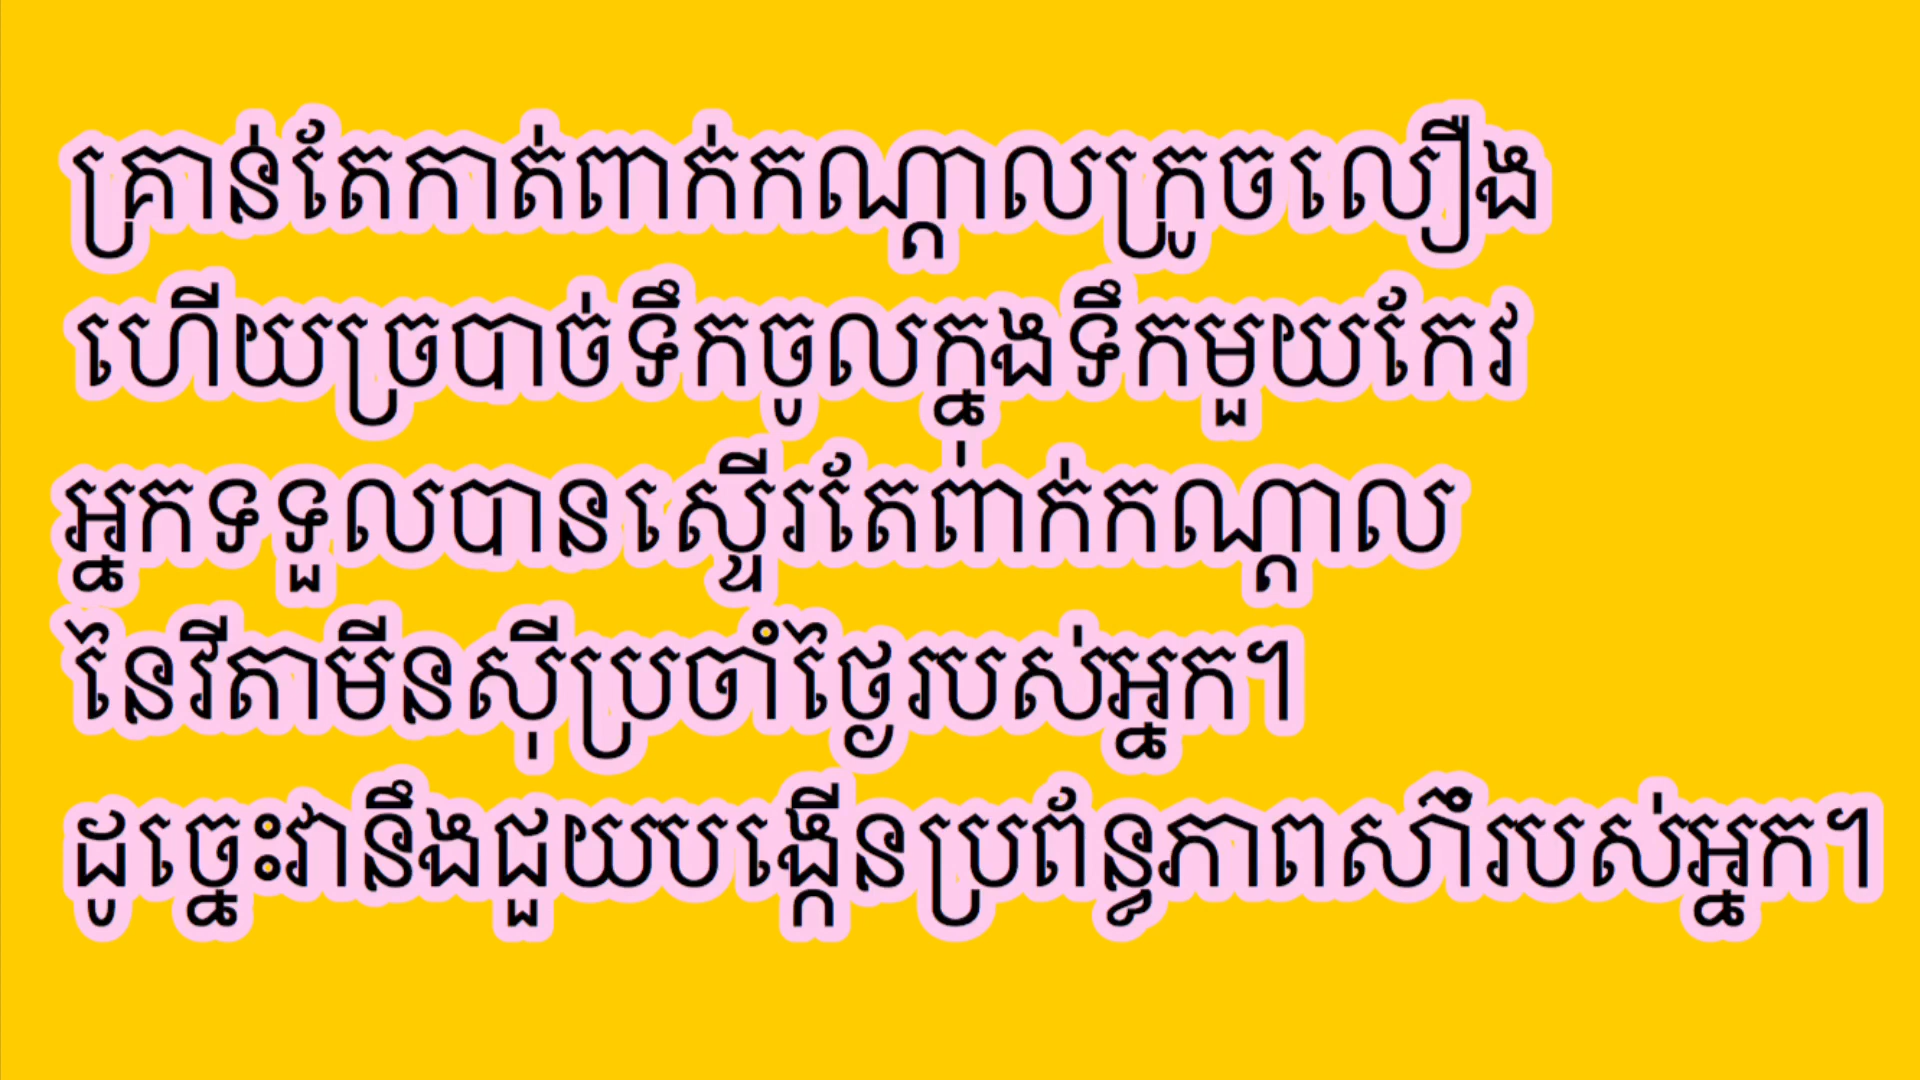 គ្រាន់តែកាត់ពាក់កណ្ដាលក្រូចលឿង
ហើយច្របាច់ទឹកចូលក្នុងទឹកមួយកែវ
អ្នកទទួលបានស្ទើរតែពាក់កណ្ដាល
នៃវីតាមីនស៊ីប្រចាំថ្ងៃរបស់អ្នក។
ដូច្នេះវានឹងជួយបង្កើនប្រព័ន្ធភាពស៊ាំរបស់អ្នក។